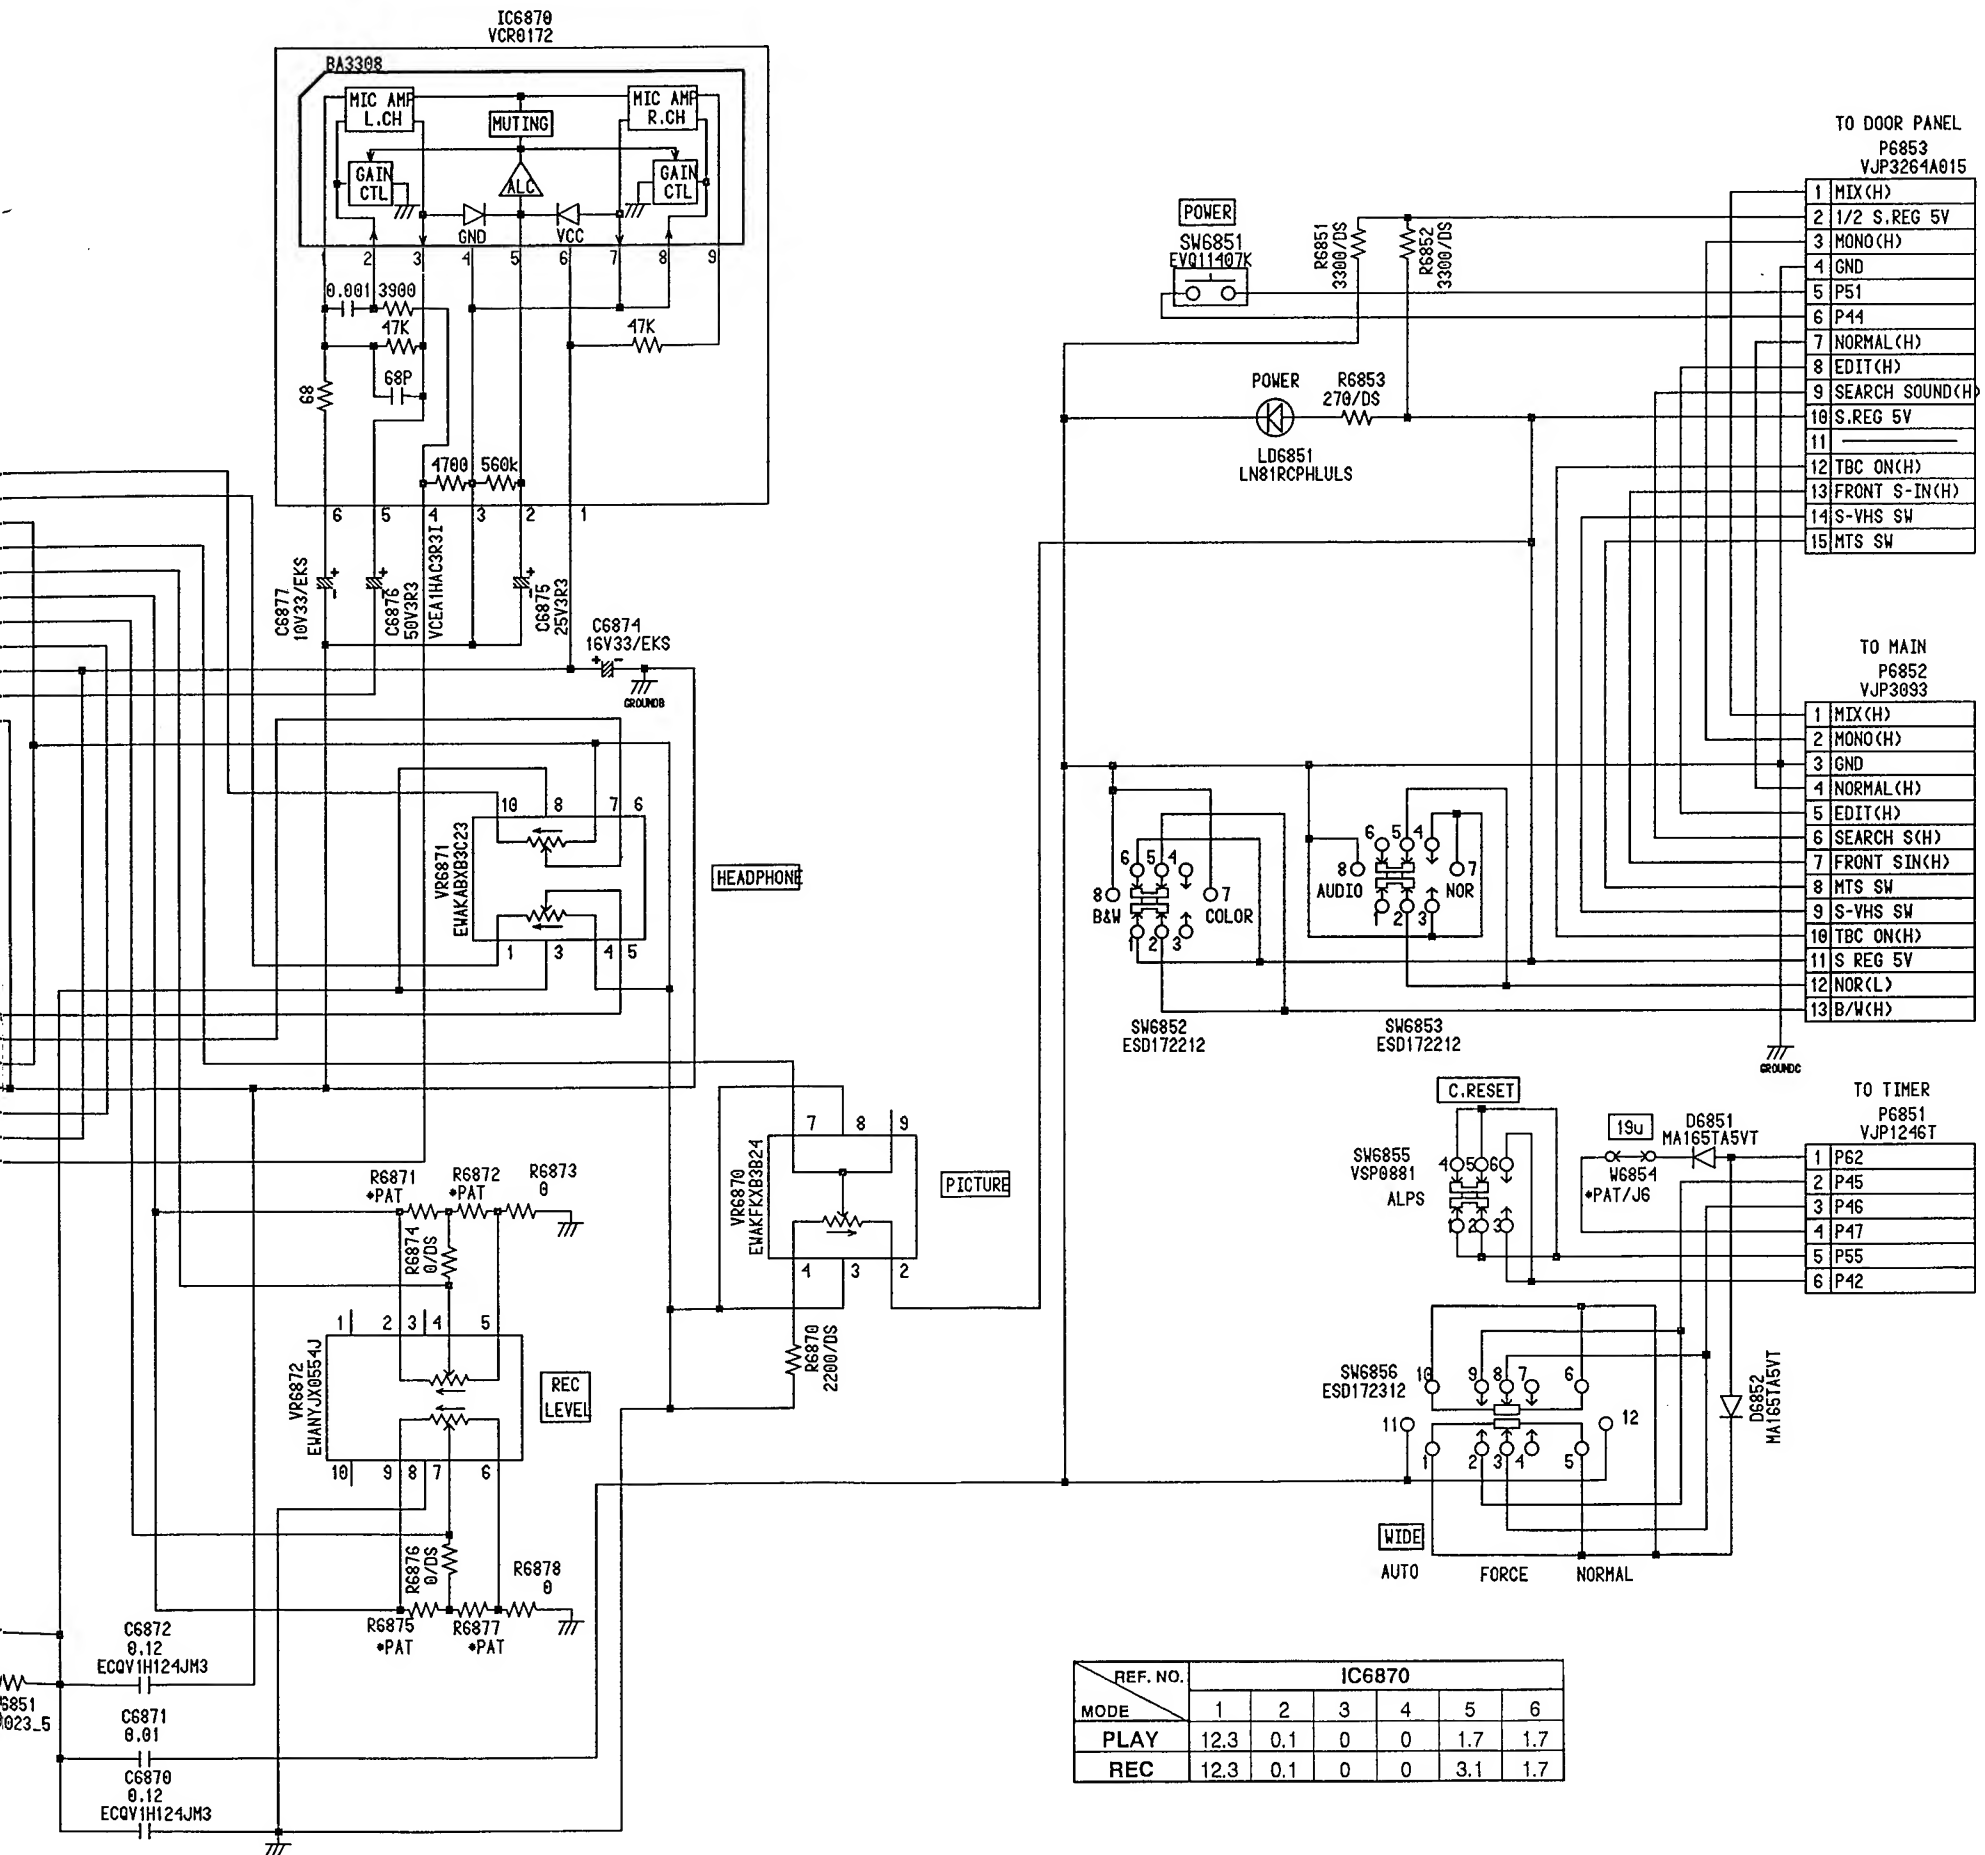 IC6870
VCR0172
BA3308
MIC AMP
L.CH
MUTING
MIC AMP
R.CH
GAIN
CTL
ALC
GAIN
CTL
GND
VCC
1 2 3 4 5 6 7 8 9
0.001 3900
47K
47K
68P
68
4700 560k
6 5 4 3 2 1
C6877
10V33/EKS
C6876
50V3R3
VCEA1HAC3R3I
C6875
25V3R3
C6874
16V33/EKS
GROUNDB
10 8 7 6
VR6871
EWAKABXB3C23
1 3 4 5
HEADPHONE
7 8 9
VR6870
EWAKFKXB3B24
4 3 2
PICTURE
R6870
2200/DS
R6871
*PAT
R6872
*PAT
R6873
0
R6874
0/DS
1 2 3 4 5
VR6872
EWANYJX0554J
10 9 8 7 6
REC
LEVEL
R6876
0/DS
R6878
0
R6875
*PAT
R6877
*PAT
C6872
0.12
ECQV1H124JM3
6851
023_5
C6871
0.01
C6870
0.12
ECQV1H124JM3
POWER
SW6851
EVQ11407K
R6851
3300/DS
R6852
3300/DS
POWER
R6853
270/DS
LD6851
LN81RCPHLULS
TO DOOR PANEL
P6853
VJP3264A015
1 MIX(H)
2 1/2 S.REG 5V
3 MONO(H)
4 GND
5 P51
6 P44
7 NORMAL(H)
8 EDIT(H)
9 SEARCH SOUND(H)
10 S.REG 5V
11
12 TBC ON(H)
13 FRONT S-IN(H)
14 S-VHS SW
15 MTS SW
TO MAIN
P6852
VJP3093
1 MIX(H)
2 MONO(H)
3 GND
4 NORMAL(H)
5 EDIT(H)
6 SEARCH S(H)
7 FRONT SIN(H)
8 MTS SW
9 S-VHS SW
10 TBC ON(H)
11 S REG 5V
12 NOR(L)
13 B/W(H)
GROUNDC
6 5 4
8 7
B&W COLOR
1 2 3
SW6852
ESD172212
6 5 4
8 7
AUDIO NOR
1 2 3
SW6853
ESD172212
C.RESET
SW6855
VSP0881
ALPS
4 5 6
1 2 3
19u
D6851
MA165TA5VT
W6854
*PAT/J6
TO TIMER
P6851
VJP1246T
1 P62
2 P45
3 P46
4 P47
5 P55
6 P42
SW6856
ESD172312
10 9 8 7 6
11 12
1 2 3 4 5
D6852
MA165TA5VT
WIDE
AUTO FORCE NORMAL
REF. NO. IC6870
MODE 1 2 3 4 5 6
PLAY 12.3 0.1 0 0 1.7 1.7
REC 12.3 0.1 0 0 3.1 1.7